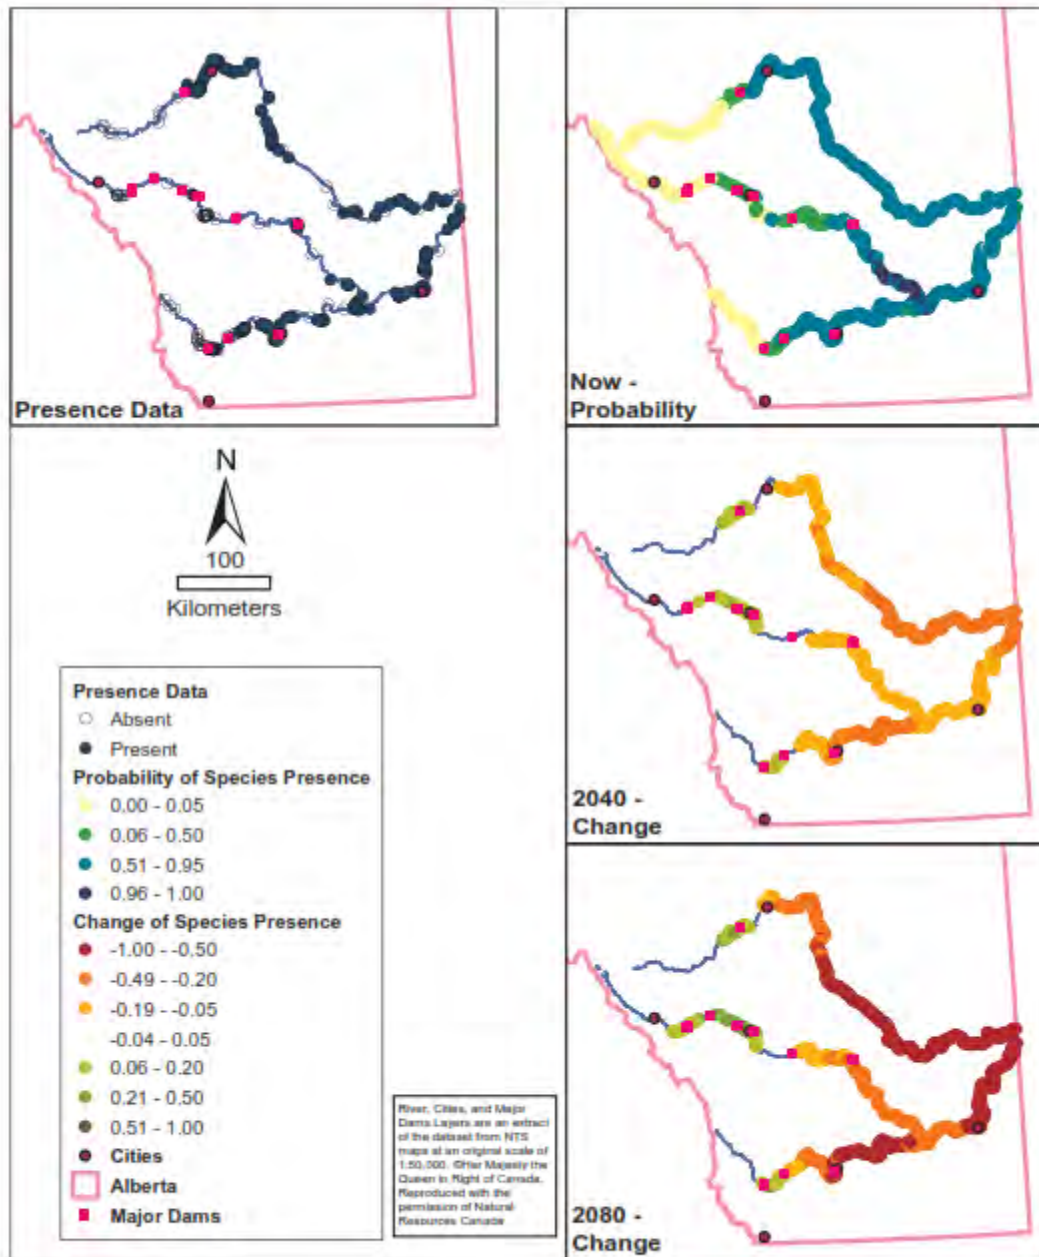 Presence Data
Now -
Probability
N
100
Kilometers
2040 -
Change
Presence Data
Absent
Present
Probability of Species Presence
0.00 - 0.05
0.06 - 0.50
0.51 - 0.95
0.96 - 1.00
Change of Species Presence
-1.00 - -0.50
-0.49 - -0.20
-0.19 - -0.05
-0.04 - 0.05
0.06 - 0.20
0.21 - 0.50
0.51 - 1.00
Cities
Alberta
Major Dams
River, Cities, and Major
Dams Layers are an extract
of the dataset from NTS
maps at an original scale of
1:50,000. ©Her Majesty the
Queen in Right of Canada.
Reproduced with the
permission of Natural
Resources Canada
2080 -
Change